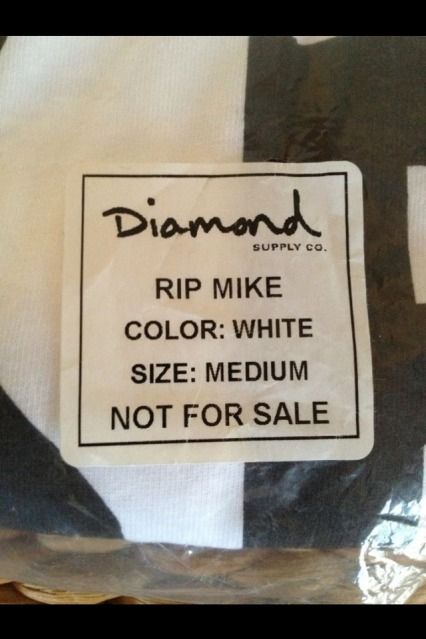 Diamond
SUPPLY CO.
RIP MIKE
COLOR: WHITE
SIZE: MEDIUM
NOT FOR SALE